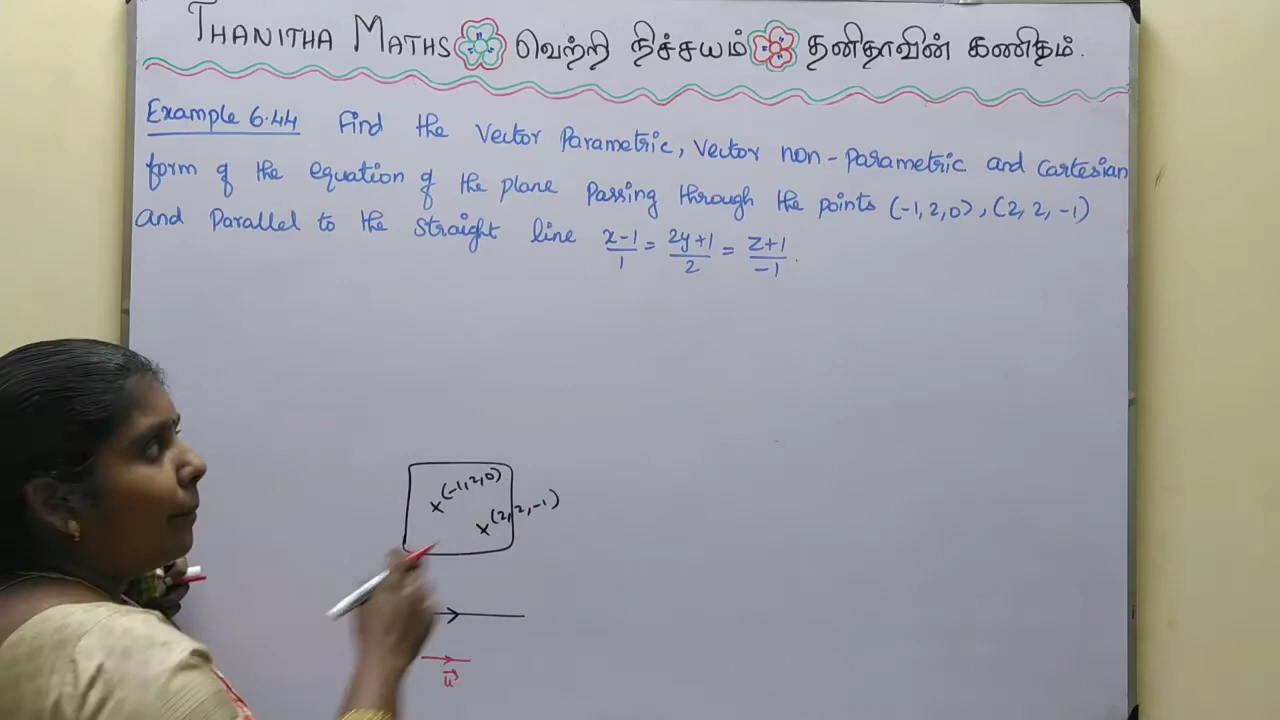 THANITHA MATHS வெற்றி நிச்சயம் தனிதாவின் கணிதம்.
Example 6.44 Find the Vector Parametric, Vector non-parametric and Cartesian
form of the equation of the plane passing through the points (-1,2,0), (2,2,-1)
and parallel to the straight line x-1/1 = 2y+1/2 = z+1/-1.
x (-1,2,0)
x (2,2,-1)
u⃗